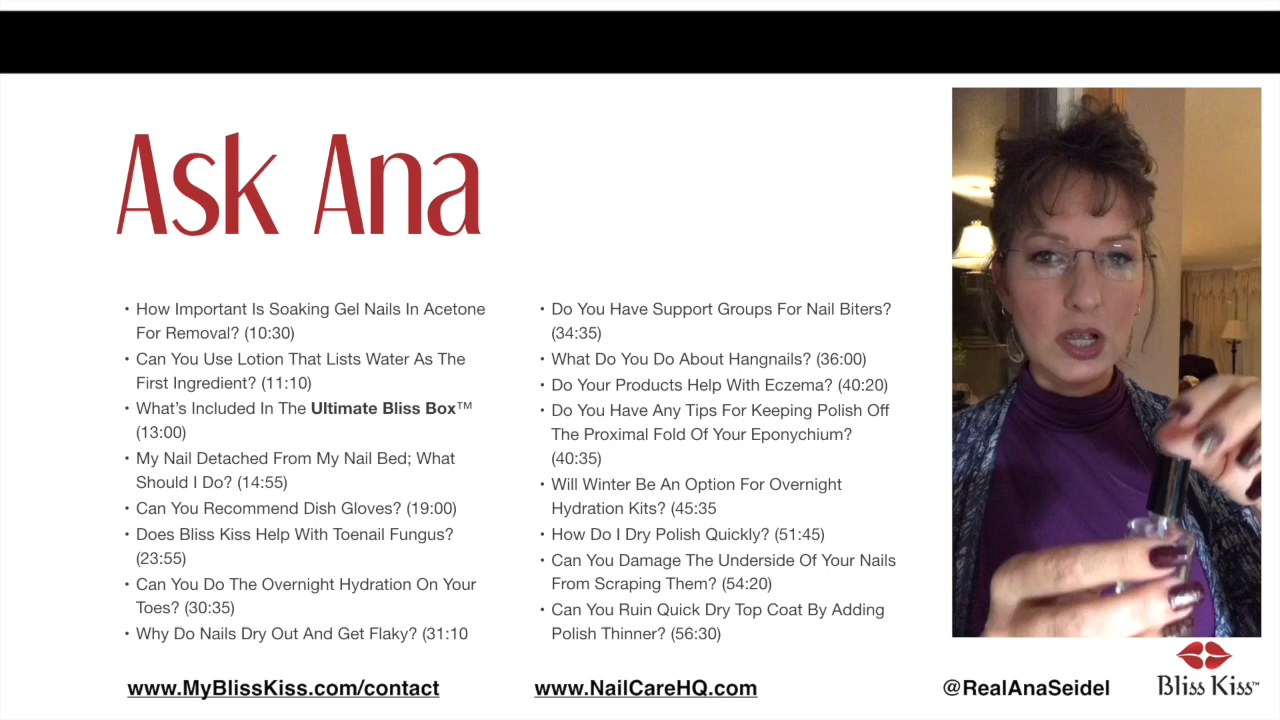 Ask Ana
• How Important Is Soaking Gel Nails In Acetone
For Removal? (10:30)
• Can You Use Lotion That Lists Water As The
First Ingredient? (11:10)
• What’s Included In The Ultimate Bliss Box™
(13:00)
• My Nail Detached From My Nail Bed; What
Should I Do? (14:55)
• Can You Recommend Dish Gloves? (19:00)
• Does Bliss Kiss Help With Toenail Fungus?
(23:55)
• Can You Do The Overnight Hydration On Your
Toes? (30:35)
• Why Do Nails Dry Out And Get Flaky? (31:10
• Do You Have Support Groups For Nail Biters?
(34:35)
• What Do You Do About Hangnails? (36:00)
• Do Your Products Help With Eczema? (40:20)
• Do You Have Any Tips For Keeping Polish Off
The Proximal Fold Of Your Eponychium?
(40:35)
• Will Winter Be An Option For Overnight
Hydration Kits? (45:35
• How Do I Dry Polish Quickly? (51:45)
• Can You Damage The Underside Of Your Nails
From Scraping Them? (54:20)
• Can You Ruin Quick Dry Top Coat By Adding
Polish Thinner? (56:30)
www.MyBlissKiss.com/contact
www.NailCareHQ.com
@RealAnaSeidel
Bliss Kiss™